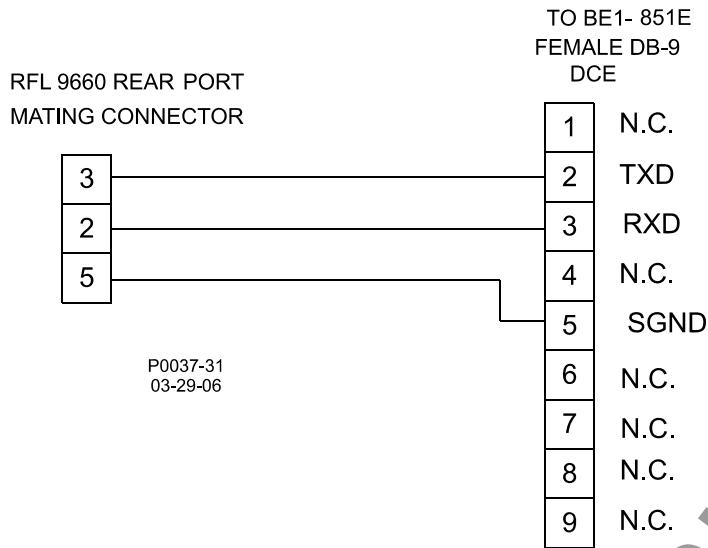 TO BE1- 851E
FEMALE DB-9
DCE
RFL 9660 REAR PORT
MATING CONNECTOR
1 N.C.
3 2 TXD
2 3 RXD
5 4 N.C.
5 SGND
P0037-31
03-29-06
6 N.C.
7 N.C.
8 N.C.
9 N.C.